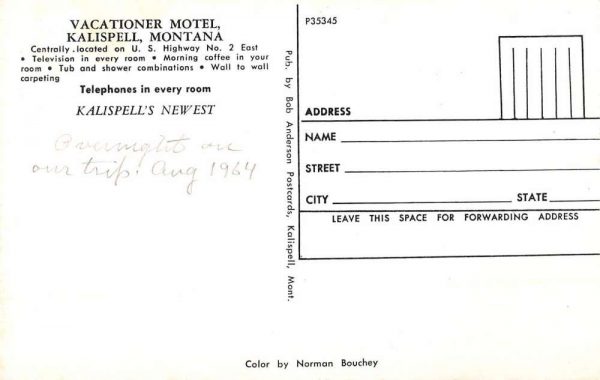 VACATIONER MOTEL,
KALISPELL, MONTANA
Centrally located on U. S. Highway No. 2 East
• Television in every room • Morning coffee in your
room • Tub and shower combinations • Wall to wall
carpeting
Telephones in every room
KALISPELL'S NEWEST
Overnight on
our trip. Aug 1964
Pub. by Bob Anderson Postcards, Kalispell, Mont.
P35345
ADDRESS
NAME
STREET
CITY STATE
LEAVE THIS SPACE FOR FORWARDING ADDRESS
Color by Norman Bouchey